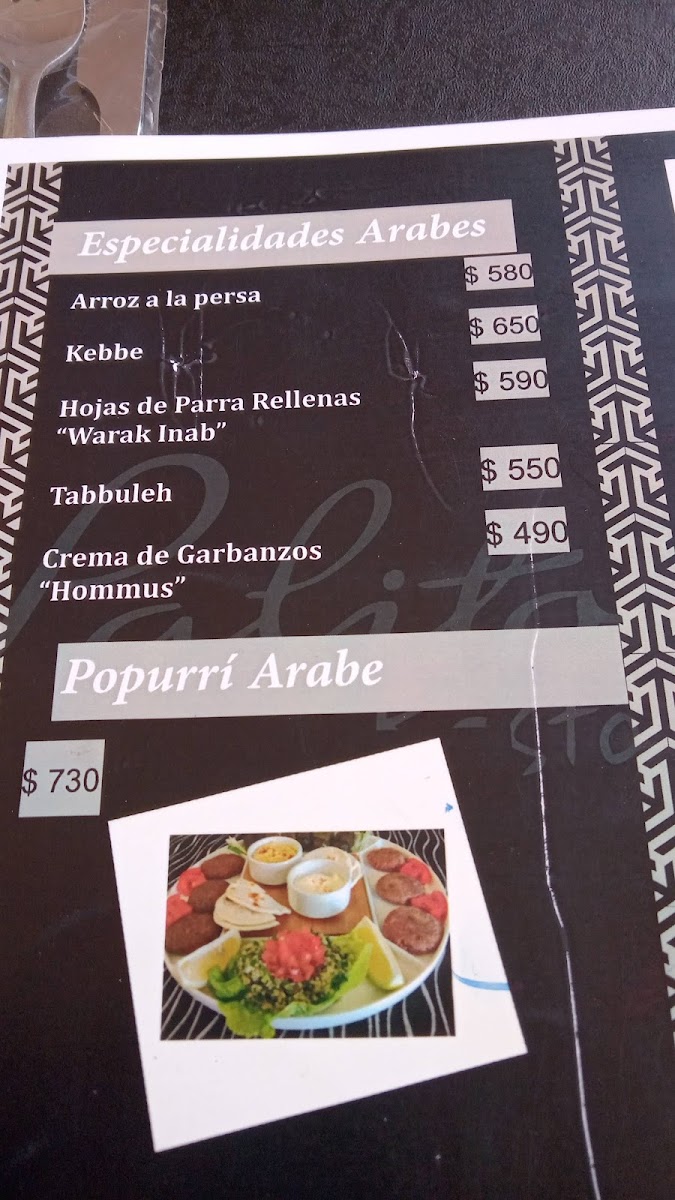 Especialidades Arabes
Arroz a la persa $ 580
Kebbe $ 650
Hojas de Parra Rellenas $ 590
“Warak Inab”
Tabbuleh $ 550
Crema de Garbanzos $ 490
“Hommus”
Popurrí Arabe
$ 730